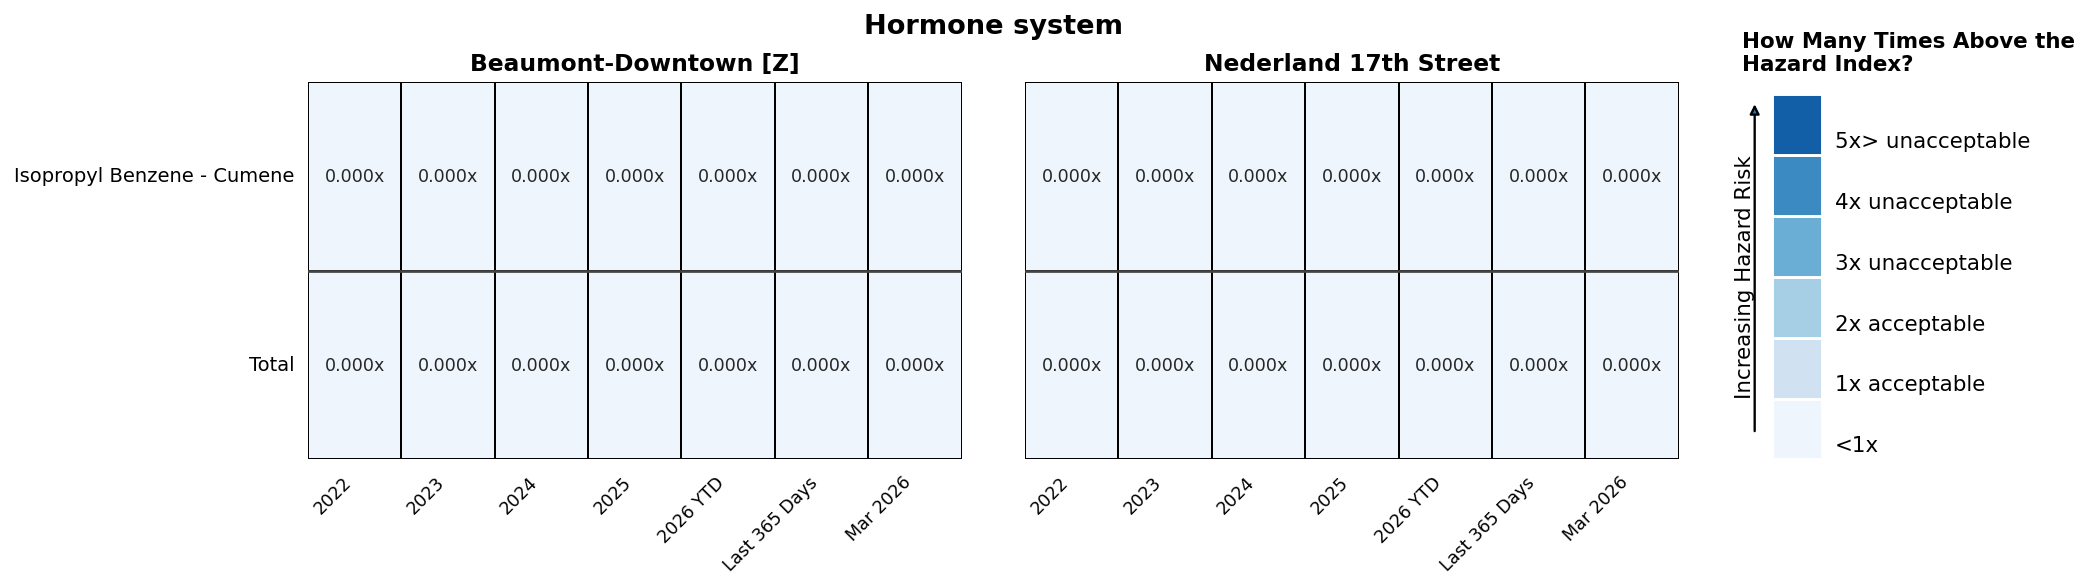 Hormone system
Beaumont-Downtown [Z]
Nederland 17th Street
How Many Times Above the
Hazard Index?
Isopropyl Benzene - Cumene
0.000x 0.000x 0.000x 0.000x 0.000x 0.000x 0.000x
0.000x 0.000x 0.000x 0.000x 0.000x 0.000x 0.000x
Total
0.000x 0.000x 0.000x 0.000x 0.000x 0.000x 0.000x
0.000x 0.000x 0.000x 0.000x 0.000x 0.000x 0.000x
2022 2023 2024 2025 2026 YTD Last 365 Days Mar 2026
2022 2023 2024 2025 2026 YTD Last 365 Days Mar 2026
Increasing Hazard Risk
5x> unacceptable
4x unacceptable
3x unacceptable
2x acceptable
1x acceptable
<1x